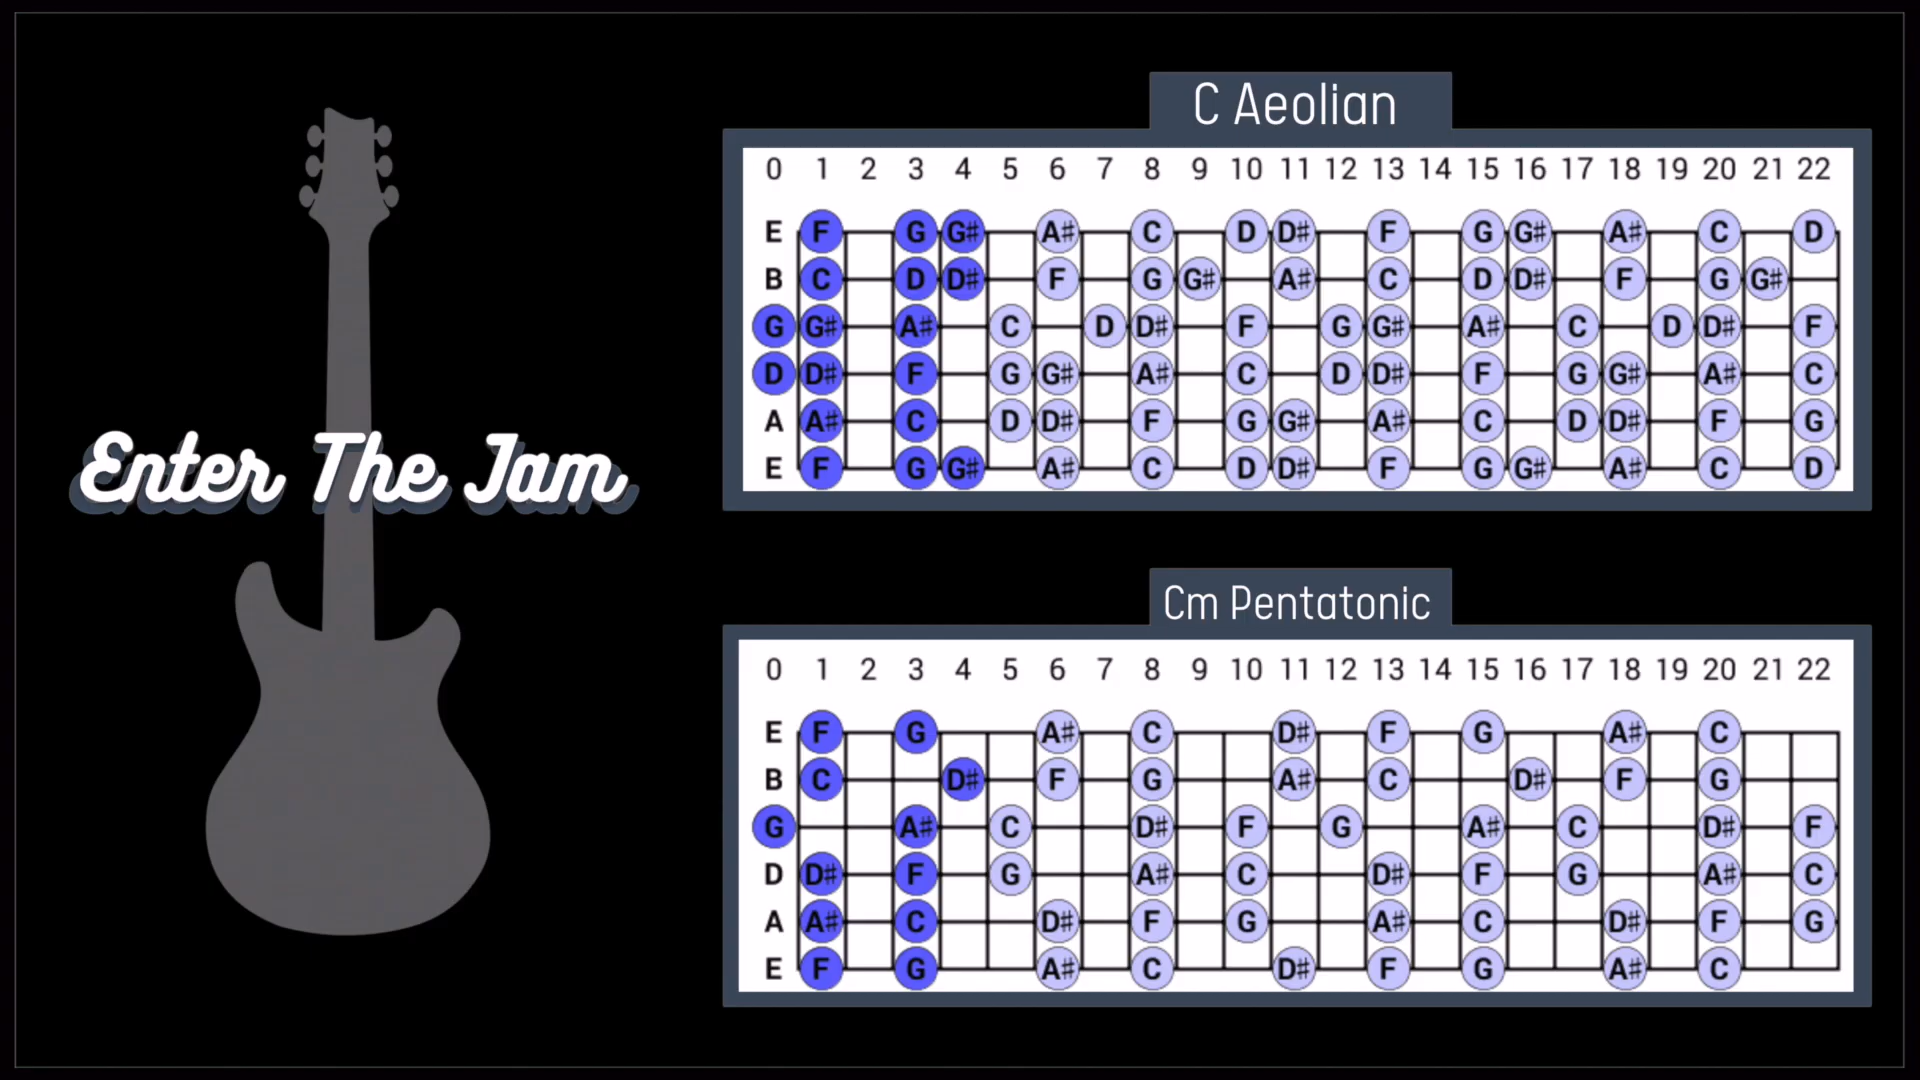 Enter The Jam
C Aeolian
0 1 2 3 4 5 6 7 8 9 10 11 12 13 14 15 16 17 18 19 20 21 22
E F G G# A# C D D# F G G# A# C D
B C D D# F G G# A# C D D# F G G#
G G# A# C D D# F G G# A# C D D# F
D D# F G G# A# C D D# F G G# A# C
A A# C D D# F G G# A# C D D# F G
E F G G# A# C D D# F G G# A# C D
Cm Pentatonic
0 1 2 3 4 5 6 7 8 9 10 11 12 13 14 15 16 17 18 19 20 21 22
E F G A# C D# F G A# C
B C D# F G A# C D# F G
G A# C D# F G A# C D# F
D D# F G A# C D# F G A# C
A A# C D# F G A# C D# F G
E F G A# C D# F G A# C